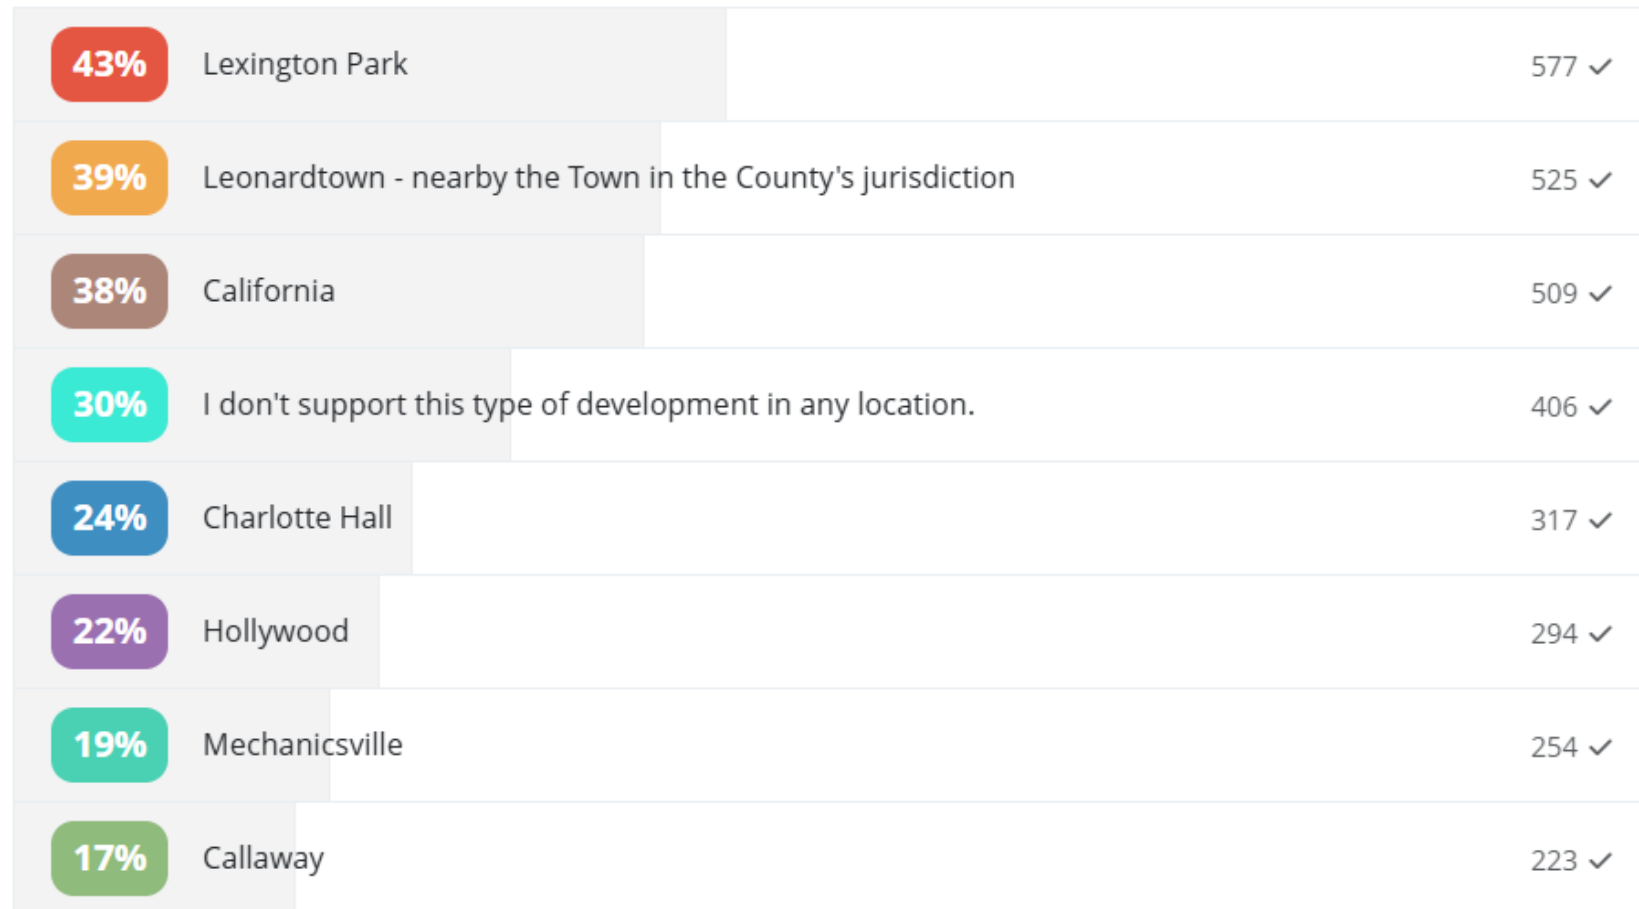 43% Lexington Park 577 ✓
39% Leonardtown - nearby the Town in the County's jurisdiction 525 ✓
38% California 509 ✓
30% I don't support this type of development in any location. 406 ✓
24% Charlotte Hall 317 ✓
22% Hollywood 294 ✓
19% Mechanicsville 254 ✓
17% Callaway 223 ✓